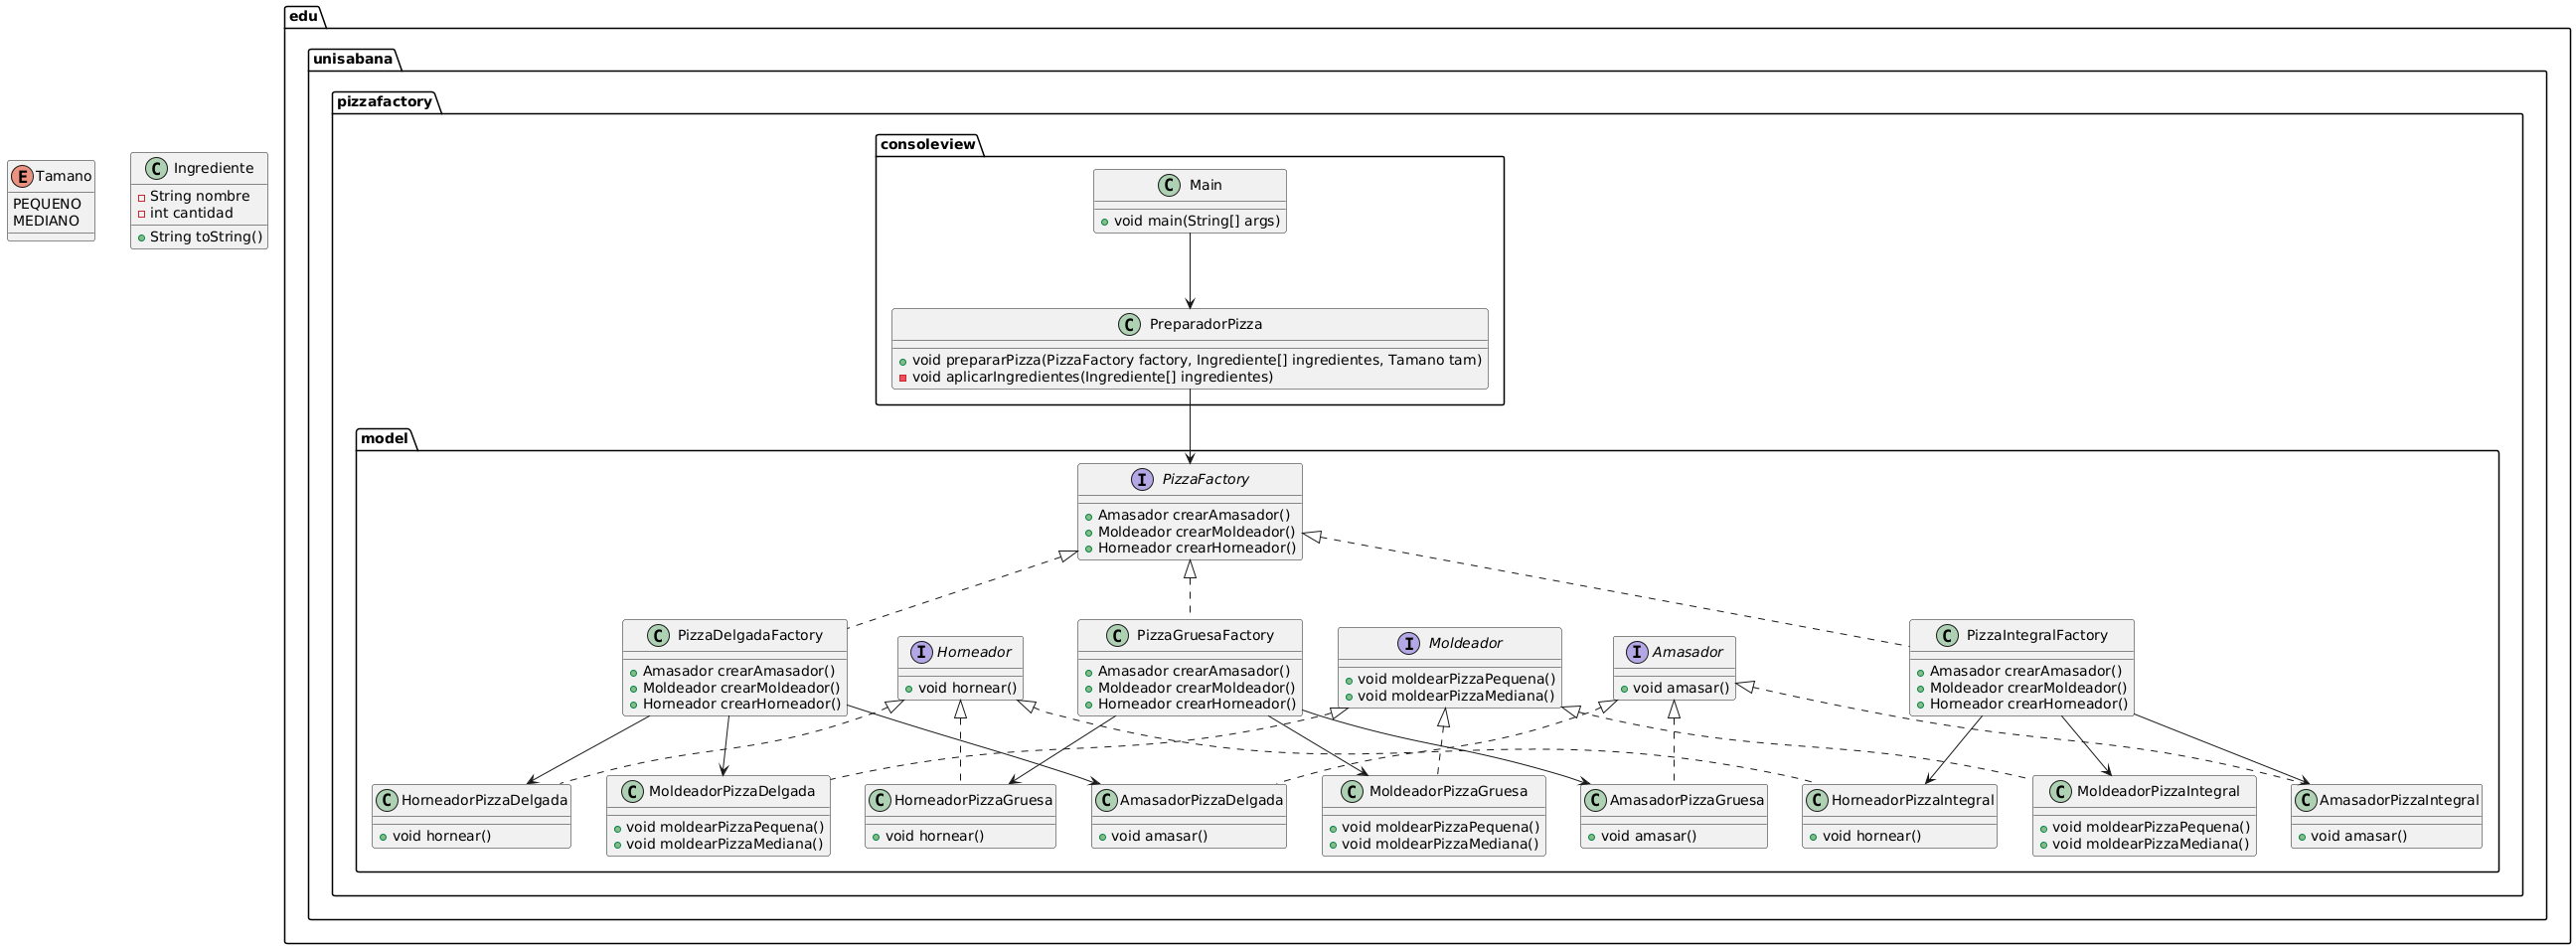 edu
unisabana
pizzafactory
consoleview
Tamano
PEQUENO
MEDIANO
Ingrediente
String nombre
int cantidad
String toString()
Main
void main(String[] args)
PreparadorPizza
void prepararPizza(PizzaFactory factory, Ingrediente[] ingredientes, Tamano tam)
void aplicarIngredientes(Ingrediente[] ingredientes)
model
PizzaFactory
Amasador crearAmasador()
Moldeador crearMoldeador()
Horneador crearHorneador()
PizzaDelgadaFactory
Amasador crearAmasador()
Moldeador crearMoldeador()
Horneador crearHorneador()
Horneador
void hornear()
PizzaGruesaFactory
Amasador crearAmasador()
Moldeador crearMoldeador()
Horneador crearHorneador()
Moldeador
void moldearPizzaPequena()
void moldearPizzaMediana()
Amasador
void amasar()
PizzaIntegralFactory
Amasador crearAmasador()
Moldeador crearMoldeador()
Horneador crearHorneador()
HorneadorPizzaDelgada
void hornear()
MoldeadorPizzaDelgada
void moldearPizzaPequena()
void moldearPizzaMediana()
HorneadorPizzaGruesa
void hornear()
AmasadorPizzaDelgada
void amasar()
MoldeadorPizzaGruesa
void moldearPizzaPequena()
void moldearPizzaMediana()
AmasadorPizzaGruesa
void amasar()
HorneadorPizzaIntegral
void hornear()
MoldeadorPizzaIntegral
void moldearPizzaPequena()
void moldearPizzaMediana()
AmasadorPizzaIntegral
void amasar()